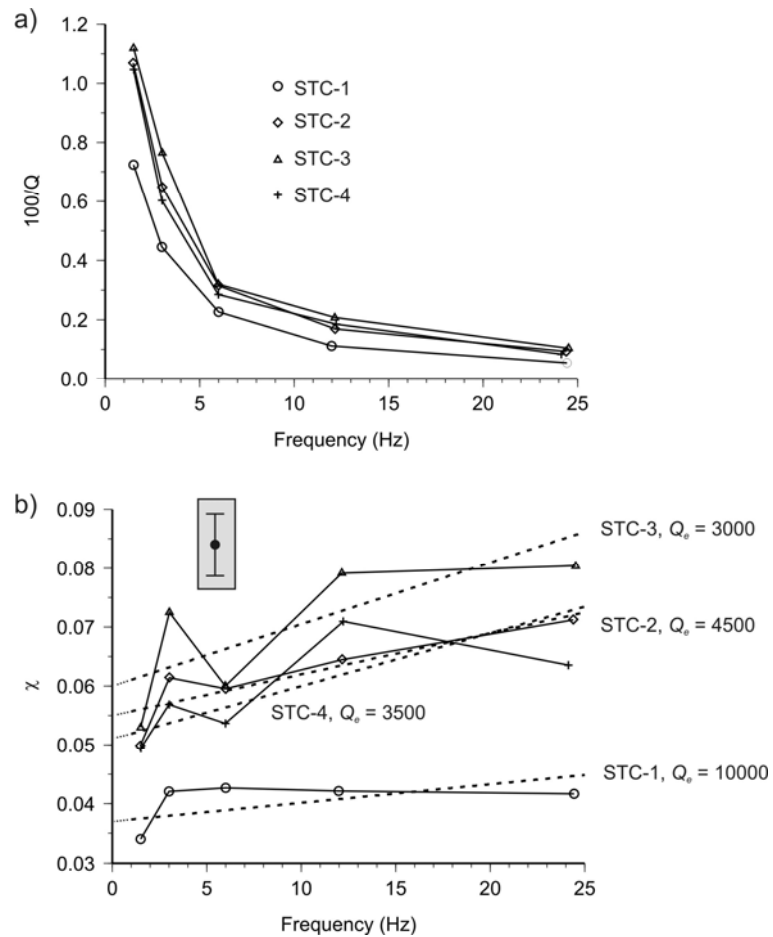 a)
1.2
1.0
0.8
0.6
0.4
0.2
0.0
100/Q
STC-1
STC-2
STC-3
STC-4
0 5 10 15 20 25
Frequency (Hz)
b)
0.09
0.08
0.07
0.06
0.05
0.04
0.03
χ
STC-3, Qe = 3000
STC-2, Qe = 4500
STC-4, Qe = 3500
STC-1, Qe = 10000
0 5 10 15 20 25
Frequency (Hz)